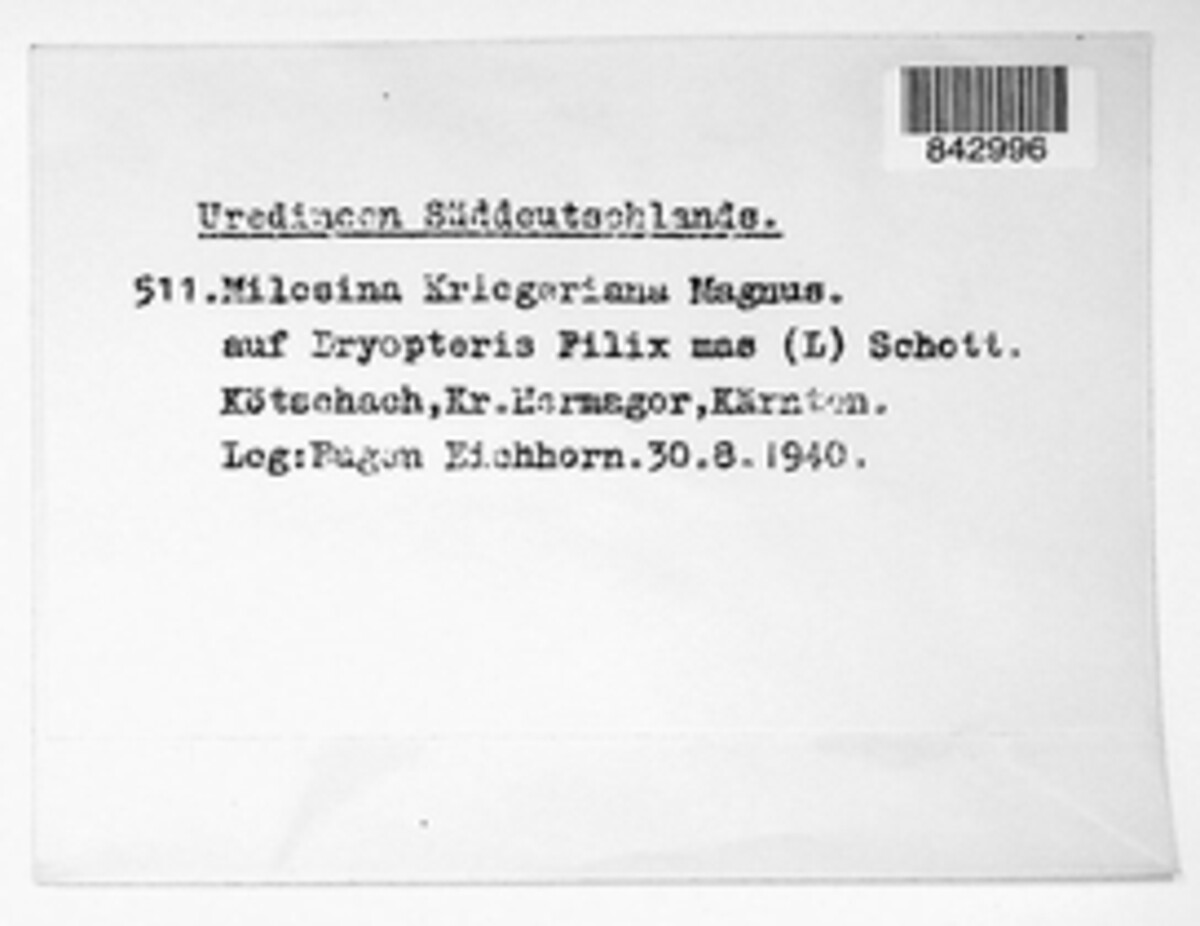 842996
Uredineen Süddeutschlands.
511. Milesina Kriegeriana Magnus.
auf Dryopteris Filix mas (L) Schott.
Kötschach, Kr. Hermagor, Kärnten.
Leg: Eugen Eichhorn. 30.8.1940.